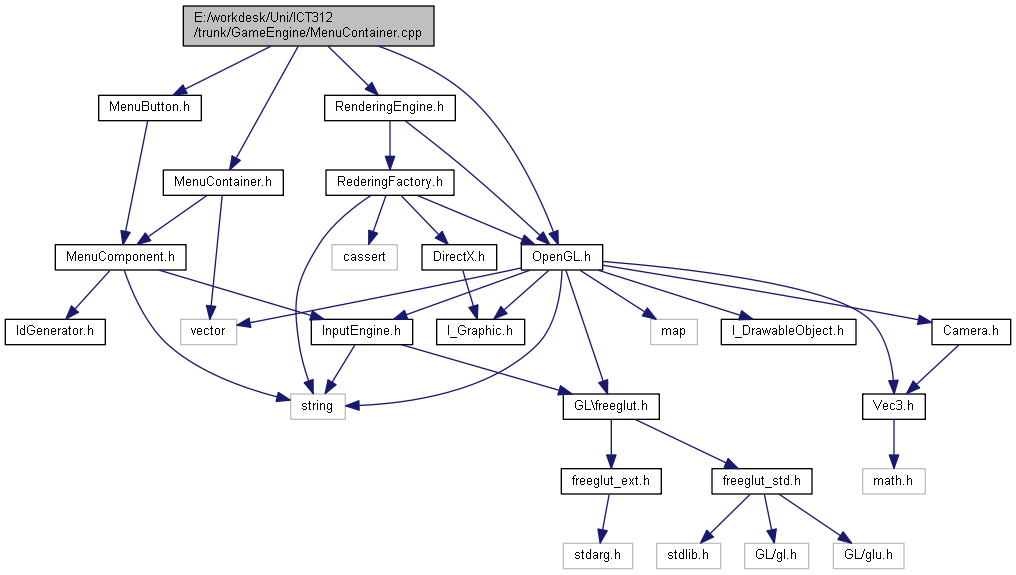 E:/workdesk/Uni/ICT312
/trunk/GameEngine/MenuContainer.cpp
MenuButton.h
RenderingEngine.h
MenuContainer.h
RederingFactory.h
MenuComponent.h
cassert
DirectX.h
OpenGL.h
IdGenerator.h
vector
InputEngine.h
I_Graphic.h
map
I_DrawableObject.h
Camera.h
string
GL\freeglut.h
Vec3.h
freeglut_ext.h
freeglut_std.h
math.h
stdarg.h
stdlib.h
GL/gl.h
GL/glu.h